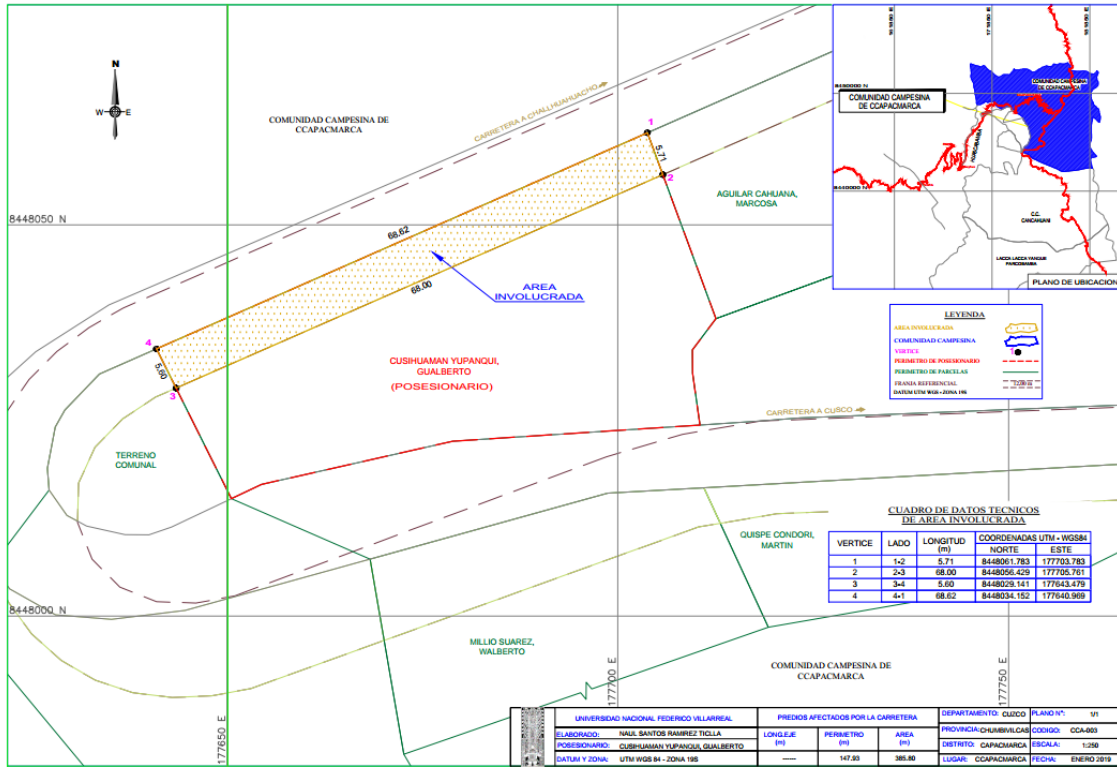 N
W E
S
COMUNIDAD CAMPESINA DE
CCAPACMARCA
CARRETERA A CHALLHUAHUACHO
1
5.71
2
68.62
68.00
AREA
INVOLUCRADA
4
5.60
3
8448050 N
AGUILAR CAHUANA,
MARCOSA
CUSIHUAMAN YUPANQUI,
GUALBERTO
(POSESIONARIO)
TERRENO
COMUNAL
CARRETERA A CUSCO
QUISPE CONDORI,
MARTIN
MILLIO SUAREZ,
WALBERTO
8448000 N
COMUNIDAD CAMPESINA DE
CCAPACMARCA
177650 E
177700 E
177750 E
COMUNIDAD CAMPESINA
DE CCAPACMARCA
COMUNIDAD CAMPESINA
DE CCAPACMARCA
8440000 N
C.C.
CANCAHUANI
PLANO DE UBICACION
LEYENDA
AREA INVOLUCRADA
COMUNIDAD CAMPESINA
VERTICE
PERIMETRO DE POSESIONARIO
PERIMETRO DE PARCELAS
FRANJA REFERENCIAL
DATUM UTM WGS - ZONA 19S
CUADRO DE DATOS TECNICOS
DE AREA INVOLUCRADA
VERTICE LADO LONGITUD (m) COORDENADAS UTM - WGS84
NORTE ESTE
1 1-2 5.71 8448061.783 177703.783
2 2-3 68.00 8448056.429 177705.761
3 3-4 5.60 8448029.141 177643.479
4 4-1 68.62 8448034.152 177640.969
UNIVERSIDAD NACIONAL FEDERICO VILLARREAL
ELABORADO: NAUL SANTOS RAMIREZ TICLLA
POSESIONARIO: CUSIHUAMAN YUPANQUI, GUALBERTO
DATUM Y ZONA: UTM WGS 84 - ZONA 19S
PREDIOS AFECTADOS POR LA CARRETERA
LONG.EJE (m) PERIMETRO (m) AREA (m)
------ 147.93 385.80
DEPARTAMENTO: CUZCO PLANO Nº: 1/1
PROVINCIA: CHUMBIVILCAS CODIGO: CCA-003
DISTRITO: CAPACMARCA ESCALA: 1:250
LUGAR: CCAPACMARCA FECHA: ENERO 2019